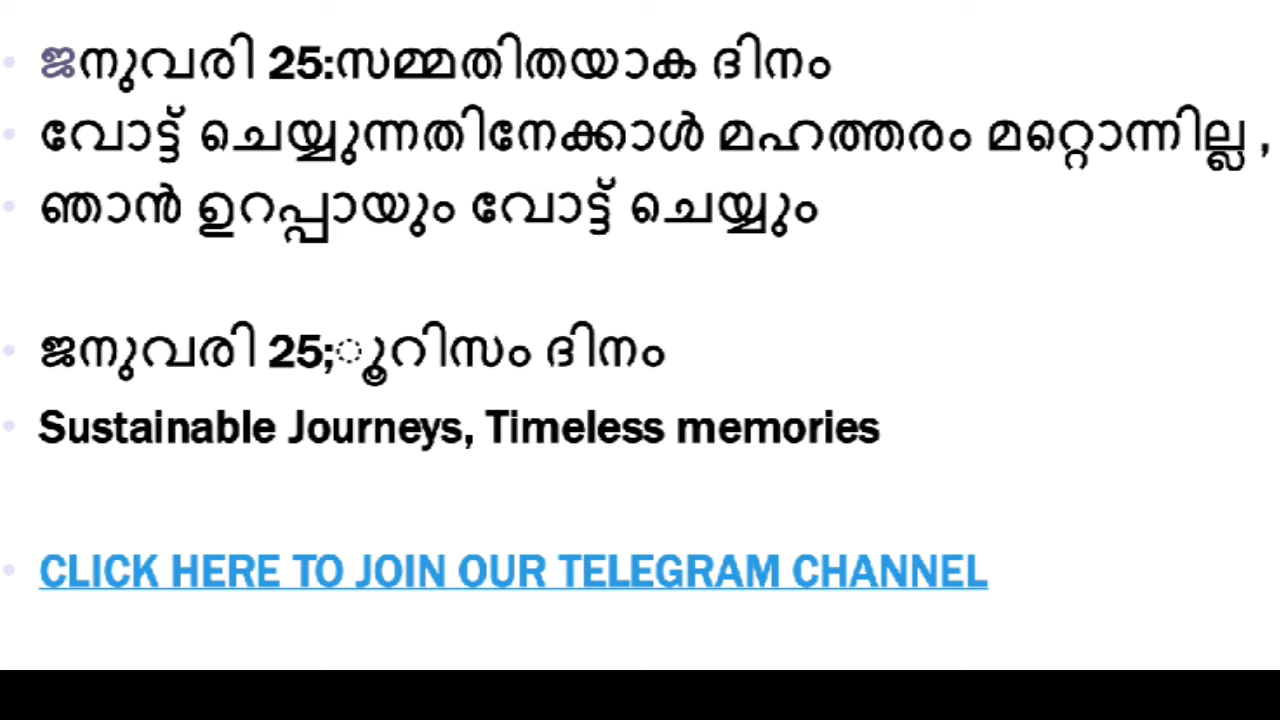 ജനുവരി 25:സമ്മതിതയാക ദിനം
വോട്ട് ചെയ്യുന്നതിനേക്കാൾ മഹത്തരം മറ്റൊന്നില്ല ,
ഞാൻ ഉറപ്പായും വോട്ട് ചെയ്യും
ജനുവരി 25;ൂറിസം ദിനം
Sustainable Journeys, Timeless memories
CLICK HERE TO JOIN OUR TELEGRAM CHANNEL